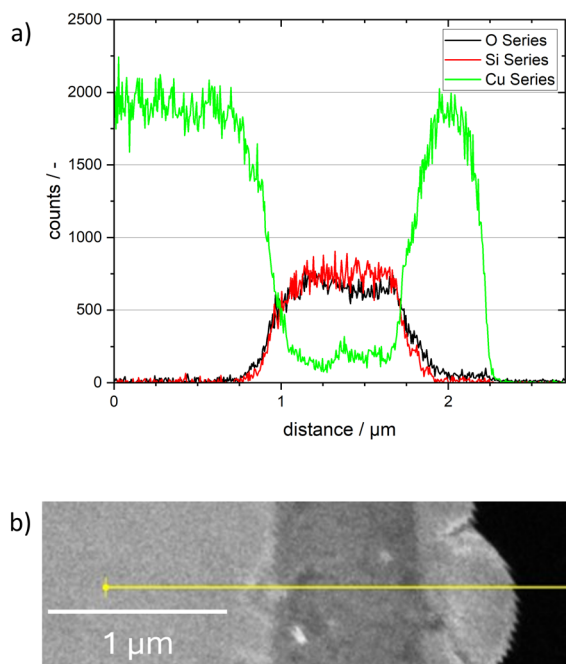 a)
2500
2000
1500
1000
500
0
counts / -
O Series
Si Series
Cu Series
0
1
2
distance / µm
b)
1 µm